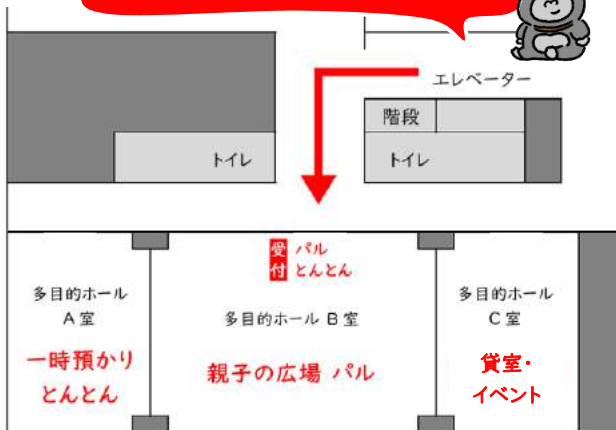 エレベーター
階段
トイレ
トイレ
受付
パル
とんとん
多目的ホール
A室
一時預かり
とんとん
多目的ホール B室
親子の広場 パル
多目的ホール
C室
貸室・
イベント